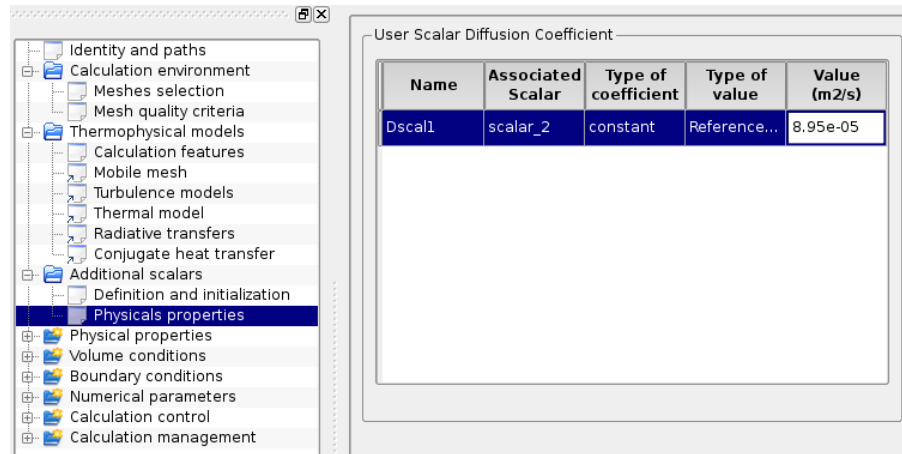 Identity and paths
Calculation environment
Meshes selection
Mesh quality criteria
Thermophysical models
Calculation features
Mobile mesh
Turbulence models
Thermal model
Radiative transfers
Conjugate heat transfer
Additional scalars
Definition and initialization
Physicals properties
Physical properties
Volume conditions
Boundary conditions
Numerical parameters
Calculation control
Calculation management
User Scalar Diffusion Coefficient
Name Associated Scalar Type of coefficient Type of value Value (m2/s)
Dscal1 scalar_2 constant Reference... 8.95e-05